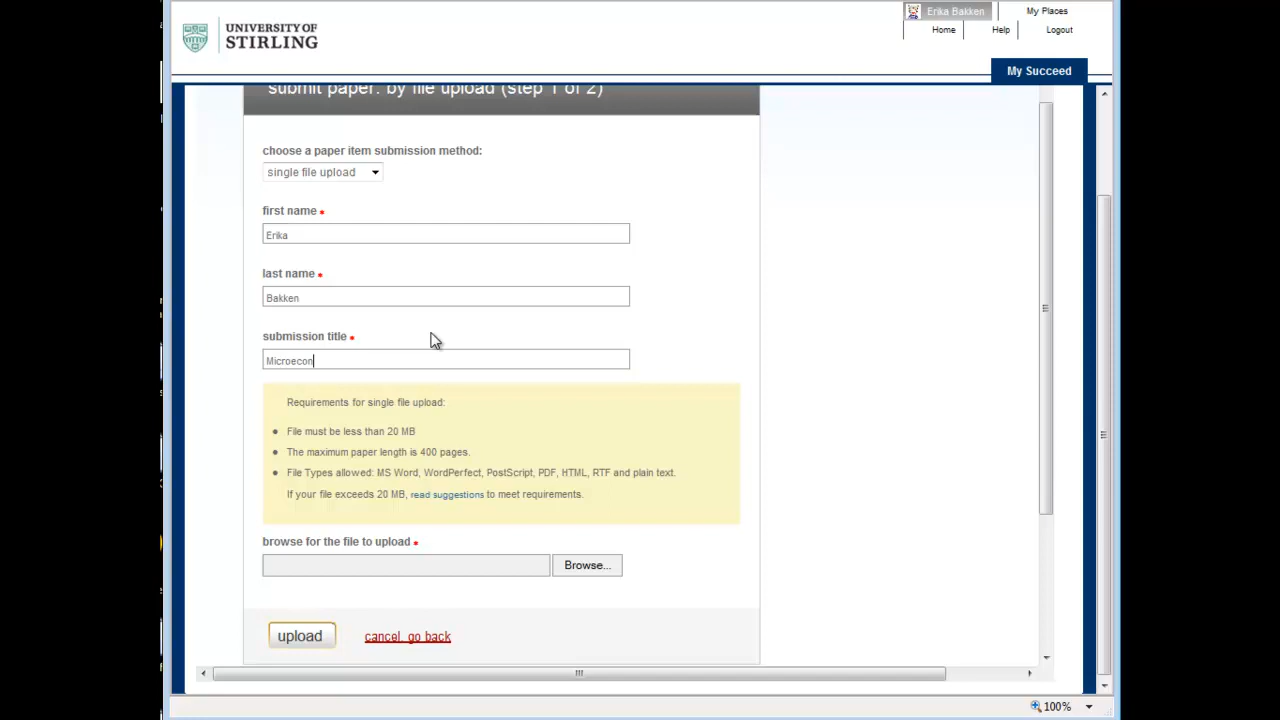 Erika Bakken
My Places
UNIVERSITY OF
STIRLING
Home
Help
Logout
My Succeed
submit paper: by file upload (step 1 of 2)
choose a paper item submission method:
single file upload
first name
Erika
last name
Bakken
submission title
Microecon
Requirements for single file upload:
File must be less than 20 MB
The maximum paper length is 400 pages.
File Types allowed: MS Word, WordPerfect, PostScript, PDF, HTML, RTF and plain text.
If your file exceeds 20 MB, read suggestions to meet requirements.
browse for the file to upload
Browse...
upload
cancel, go back
100%